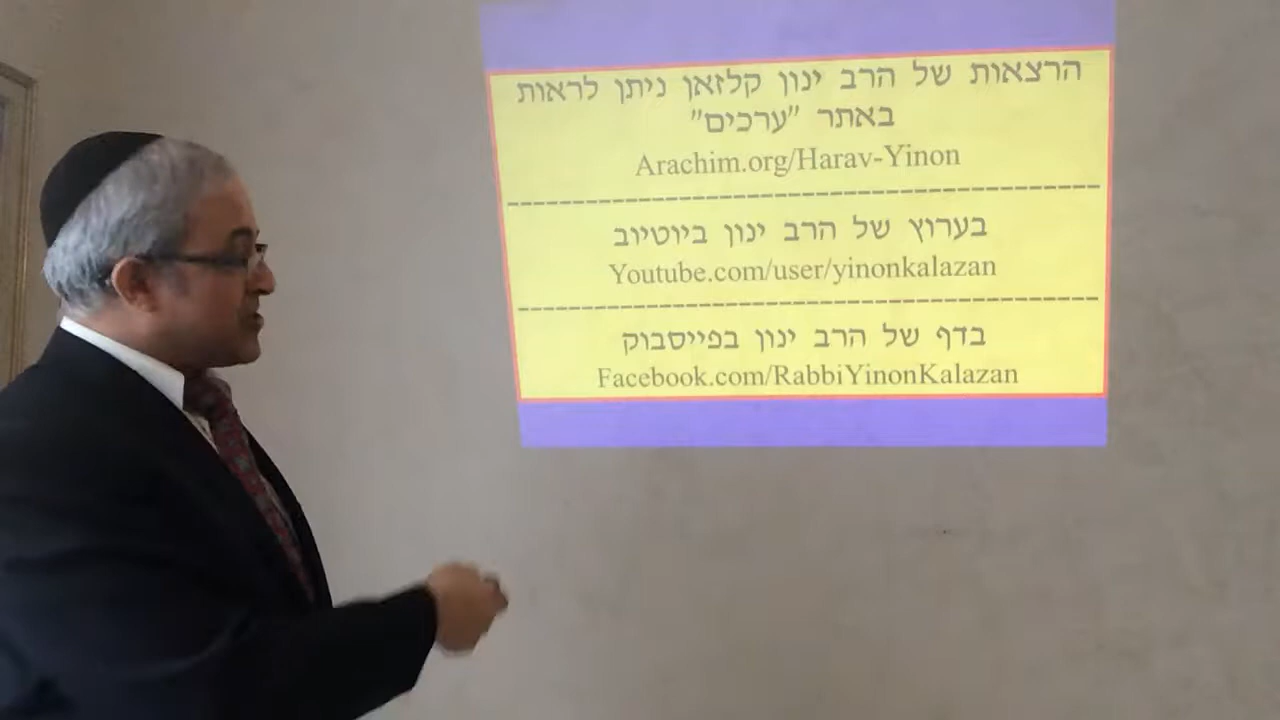 הרצאות של הרב ינון קלזאן ניתן לראות
באתר "ערכים"
Arachim.org/Harav-Yinon
בערוץ של הרב ינון ביוטיוב
Youtube.com/user/yinonkalazan
בדף של הרב ינון בפייסבוק
Facebook.com/RabbiYinonKalazan